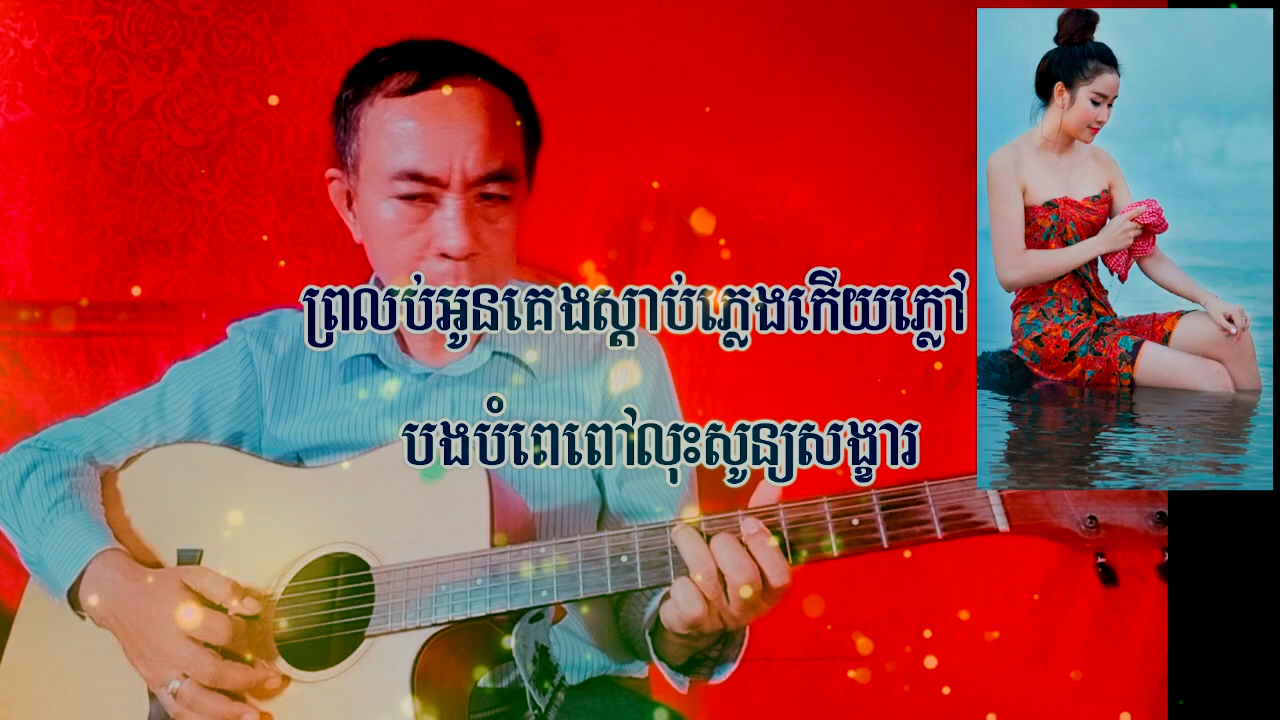 ព្រលប់អូនគេងស្តាប់ភ្លេងកើយភ្លៅ
បងបំពេពៅលុះសូន្យសង្ខារ